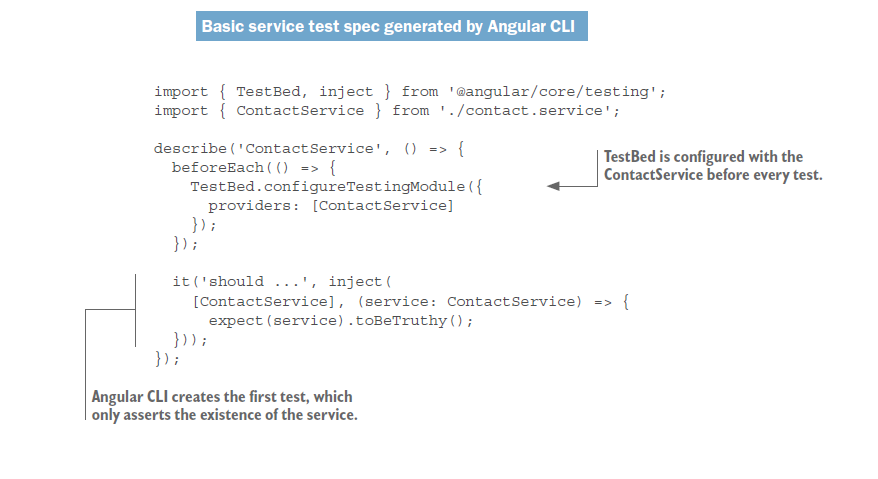 Basic service test spec generated by Angular CLI
import { TestBed, inject } from '@angular/core/testing';
import { ContactService } from './contact.service';
describe('ContactService', () => {
beforeEach(() => {
TestBed.configureTestingModule({
providers: [ContactService]
});
});
TestBed is configured with the
ContactService before every test.
it('should ...', inject(
[ContactService], (service: ContactService) => {
expect(service).toBeTruthy();
}));
});
Angular CLI creates the first test, which
only asserts the existence of the service.